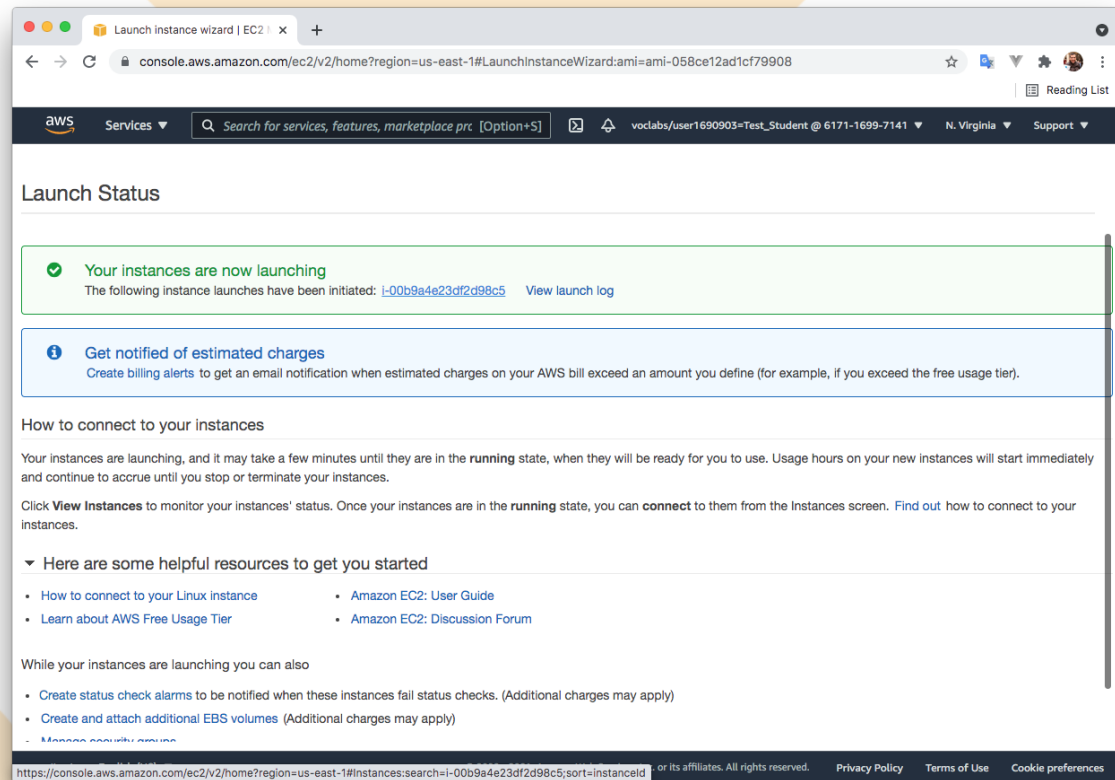 Launch instance wizard | EC2
console.aws.amazon.com/ec2/v2/home?region=us-east-1#LaunchInstanceWizard:ami=ami-058ce12ad1cf79908
Reading List
aws Services Search for services, features, marketplace prc [Option+S] voclabs/user1690903=Test_Student @ 6171-1699-7141 N. Virginia Support
Launch Status
Your instances are now launching
The following instance launches have been initiated: i-00b9a4e23df2d98c5 View launch log
Get notified of estimated charges
Create billing alerts to get an email notification when estimated charges on your AWS bill exceed an amount you define (for example, if you exceed the free usage tier).
How to connect to your instances
Your instances are launching, and it may take a few minutes until they are in the running state, when they will be ready for you to use. Usage hours on your new instances will start immediately
and continue to accrue until you stop or terminate your instances.
Click View Instances to monitor your instances' status. Once your instances are in the running state, you can connect to them from the Instances screen. Find out how to connect to your
instances.
Here are some helpful resources to get you started
• How to connect to your Linux instance
• Amazon EC2: User Guide
• Learn about AWS Free Usage Tier
• Amazon EC2: Discussion Forum
While your instances are launching you can also
• Create status check alarms to be notified when these instances fail status checks. (Additional charges may apply)
• Create and attach additional EBS volumes (Additional charges may apply)
• Manage security groups
or its affiliates. All rights reserved. Privacy Policy Terms of Use Cookie preferences
https://console.aws.amazon.com/ec2/v2/home?region=us-east-1#Instances:search=i-00b9a4e23df2d98c5;sort=instanceId